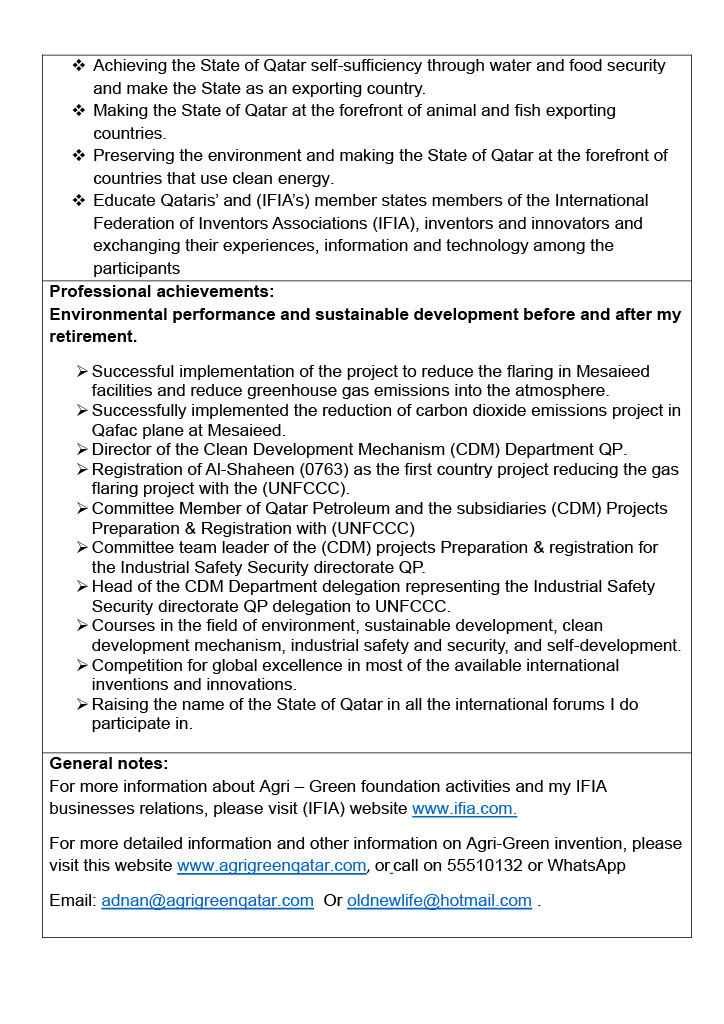 ❖ Achieving the State of Qatar self-sufficiency through water and food security
and make the State as an exporting country.
❖ Making the State of Qatar at the forefront of animal and fish exporting
countries.
❖ Preserving the environment and making the State of Qatar at the forefront of
countries that use clean energy.
❖ Educate Qataris’ and (IFIA’s) member states members of the International
Federation of Inventors Associations (IFIA), inventors and innovators and
exchanging their experiences, information and technology among the
participants
Professional achievements:
Environmental performance and sustainable development before and after my
retirement.
➢ Successful implementation of the project to reduce the flaring in Mesaieed
facilities and reduce greenhouse gas emissions into the atmosphere.
➢ Successfully implemented the reduction of carbon dioxide emissions project in
Qafac plane at Mesaieed.
➢ Director of the Clean Development Mechanism (CDM) Department QP.
➢ Registration of Al-Shaheen (0763) as the first country project reducing the gas
flaring project with the (UNFCCC).
➢ Committee Member of Qatar Petroleum and the subsidiaries (CDM) Projects
Preparation & Registration with (UNFCCC)
➢ Committee team leader of the (CDM) projects Preparation & registration for
the Industrial Safety Security directorate QP.
➢ Head of the CDM Department delegation representing the Industrial Safety
Security directorate QP delegation to UNFCCC.
➢ Courses in the field of environment, sustainable development, clean
development mechanism, industrial safety and security, and self-development.
➢ Competition for global excellence in most of the available international
inventions and innovations.
➢ Raising the name of the State of Qatar in all the international forums I do
participate in.
General notes:
For more information about Agri – Green foundation activities and my IFIA
businesses relations, please visit (IFIA) website www.ifia.com.
For more detailed information and other information on Agri-Green invention, please
visit this website www.agrigreenqatar.com, or call on 55510132 or WhatsApp
Email: adnan@agrigreenqatar.com Or oldnewlife@hotmail.com .